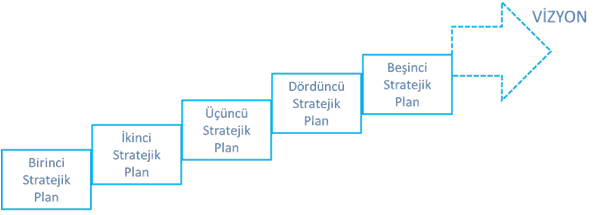 VİZYON
Beşinci
Stratejik
Plan
Dördüncü
Stratejik
Plan
Üçüncü
Stratejik
Plan
İkinci
Stratejik
Plan
Birinci
Stratejik
Plan